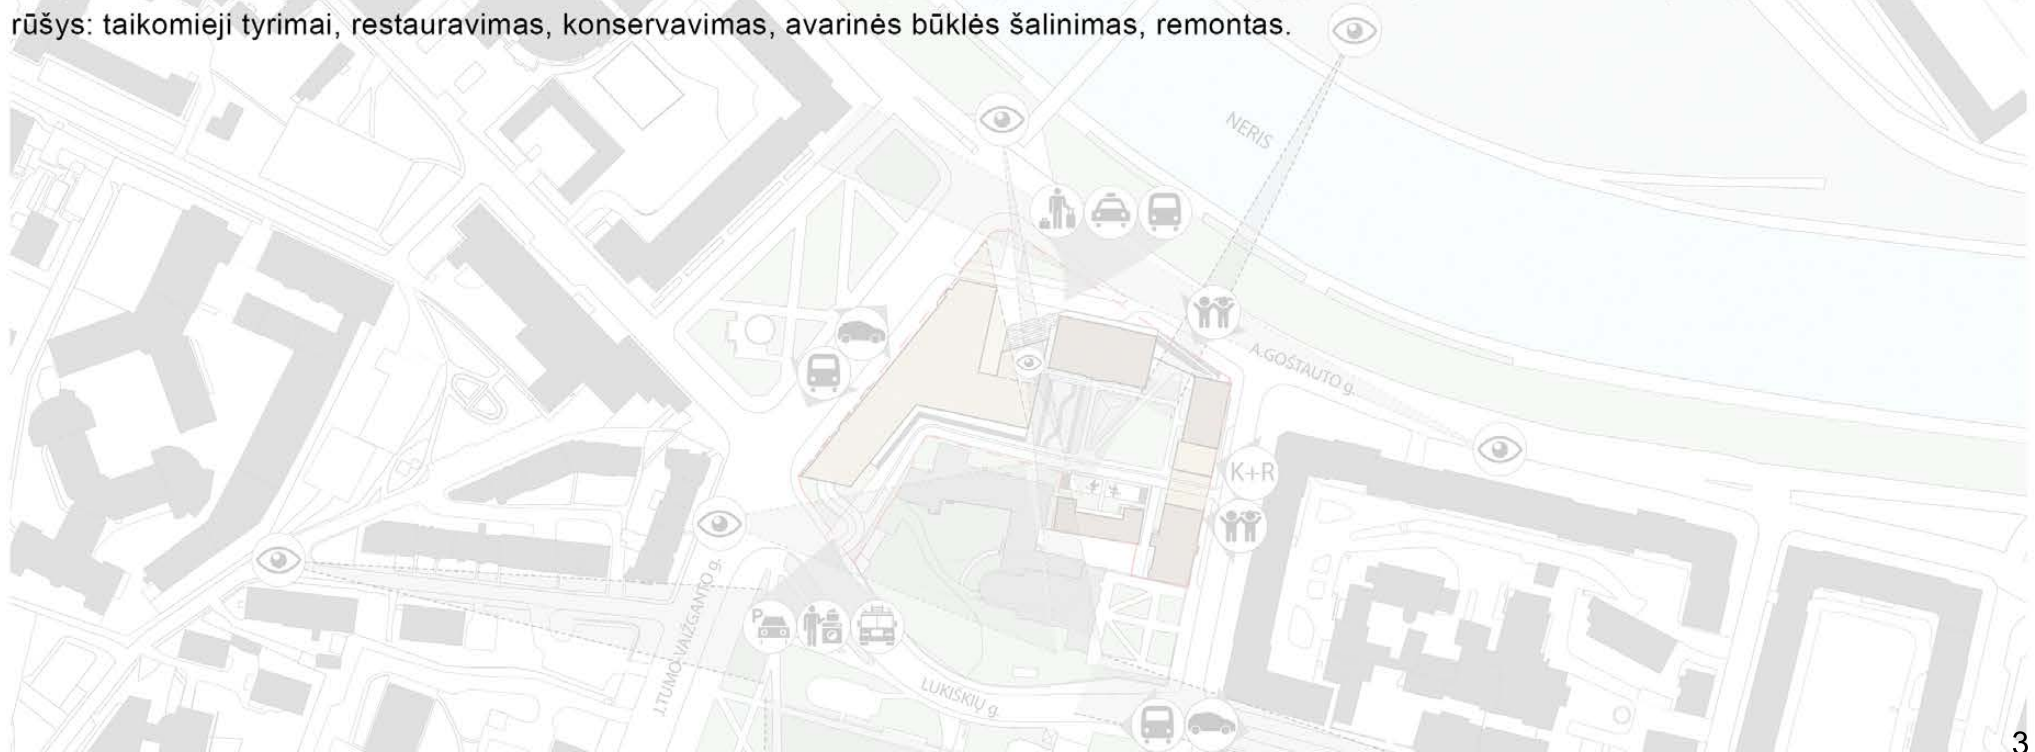 rūšys: taikomieji tyrimai, restauravimas, konservavimas, avarinės būklės šalinimas, remontas.
NERIS
A.GOŠTAUTO g.
K+R
J.TUMO-VAIŽGANTO g.
P
LUKIŠKIŲ g.
3